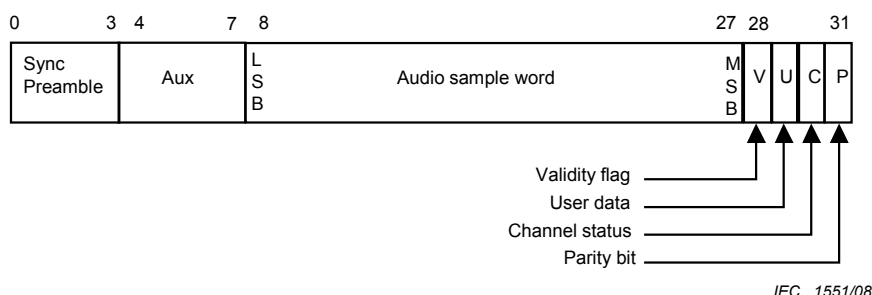 0 3 4 7 8 27 28 31
Sync
Preamble
Aux
L
S
B
Audio sample word
M
S
B
V U C P
Validity flag
User data
Channel status
Parity bit
IEC 1551/08